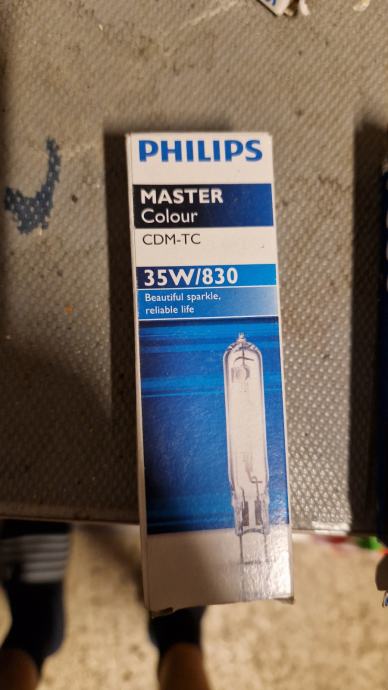 PHILIPS
MASTER
Colour
CDM-TC
35W/830
Beautiful sparkle,
reliable life